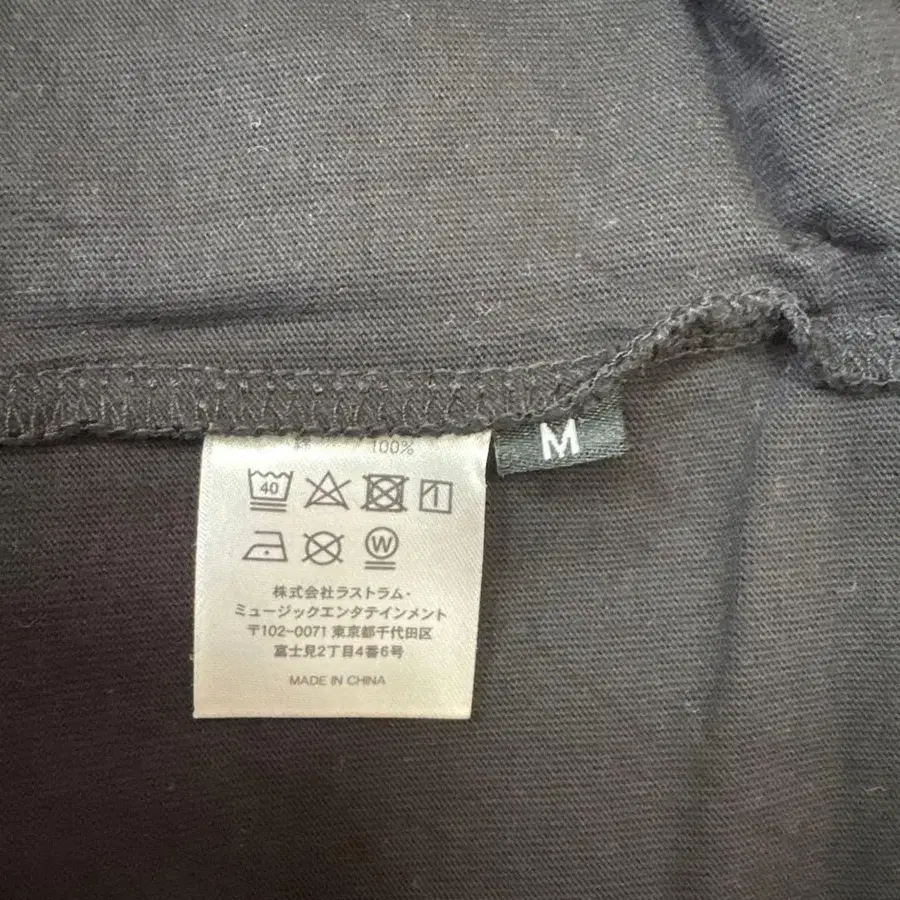 綿 100%
M
40
W
株式会社ラストラム・
ミュージックエンタテインメント
〒102-0071 東京都千代田区
富士見2丁目4番6号
MADE IN CHINA